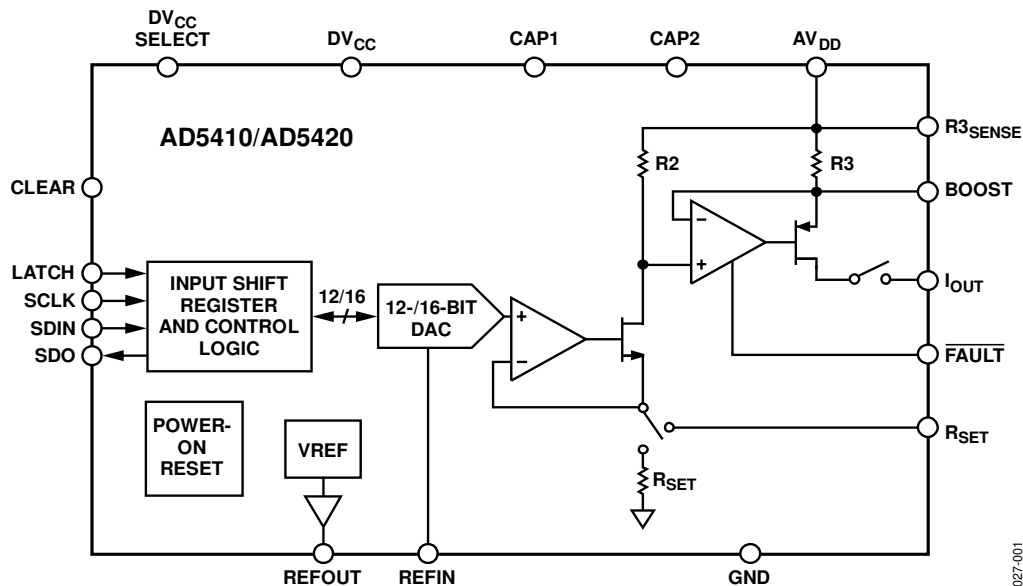 DVCC
SELECT
DVCC
CAP1
CAP2
AVDD
AD5410/AD5420
R3SENSE
R2
R3
CLEAR
BOOST
LATCH
SCLK
SDIN
SDO
INPUT SHIFT
REGISTER
AND CONTROL
LOGIC
12/16
12-/16-BIT
DAC
+
−
−
+
IOUT
FAULT
POWER-
ON
RESET
VREF
RSET
RSET
REFOUT
REFIN
GND
027-001